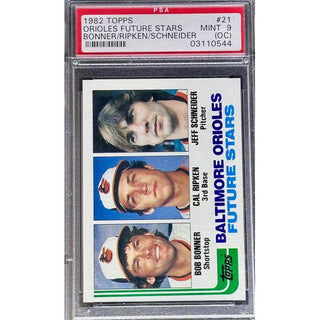 PSA
1982 TOPPS #21
ORIOLES FUTURE STARS MINT 9
BONNER/RIPKEN/SCHNEIDER (OC)
03110544
JEFF SCHNEIDER
Pitcher
CAL RIPKEN
3rd Base
BOB BONNER
Shortstop
BALTIMORE ORIOLES
FUTURE STARS
TOPPS